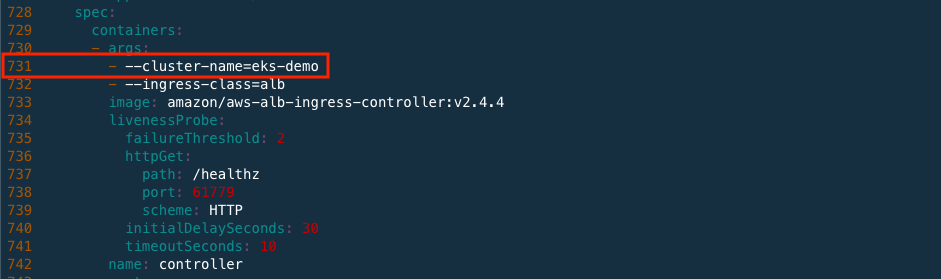 728 spec:
729 containers:
730 - args:
731 - --cluster-name=eks-demo
732 - --ingress-class=alb
733 image: amazon/aws-alb-ingress-controller:v2.4.4
734 livenessProbe:
735 failureThreshold: 2
736 httpGet:
737 path: /healthz
738 port: 61779
739 scheme: HTTP
740 initialDelaySeconds: 30
741 timeoutSeconds: 10
742 name: controller